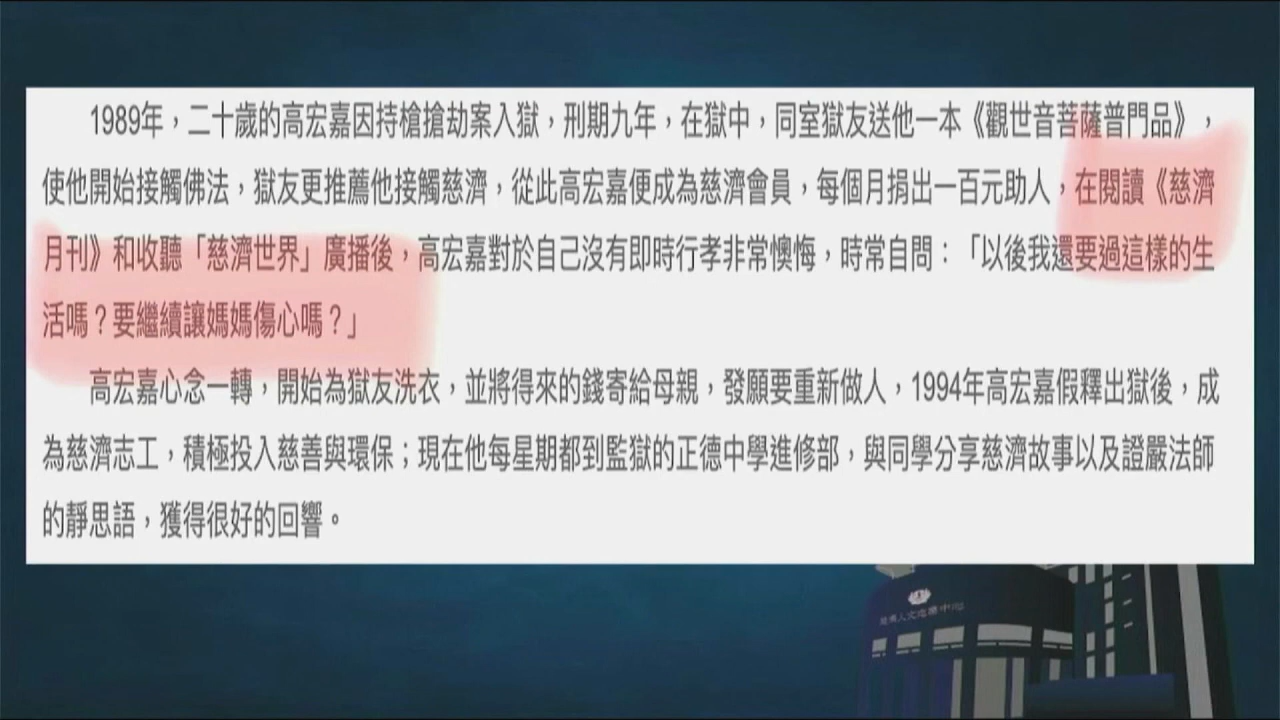 1989年，二十歲的高宏嘉因持槍搶劫案入獄，刑期九年，在獄中，同室獄友送他一本《觀世音菩薩普門品》，
使他開始接觸佛法，獄友更推薦他接觸慈濟，從此高宏嘉便成為慈濟會員，每個月捐出一百元助人，在閱讀《慈濟
月刊》和收聽「慈濟世界」廣播後，高宏嘉對於自己沒有即時行孝非常懊悔，時常自問：「以後我還要過這樣的生
活嗎？要繼續讓媽媽傷心嗎？」
高宏嘉心念一轉，開始為獄友洗衣，並將得來的錢寄給母親，發願要重新做人，1994年高宏嘉假釋出獄後，成
為慈濟志工，積極投入慈善與環保；現在他每星期都到監獄的正德中學進修部，與同學分享慈濟故事以及證嚴法師
的靜思語，獲得很好的回響。
慈濟人文志業中心